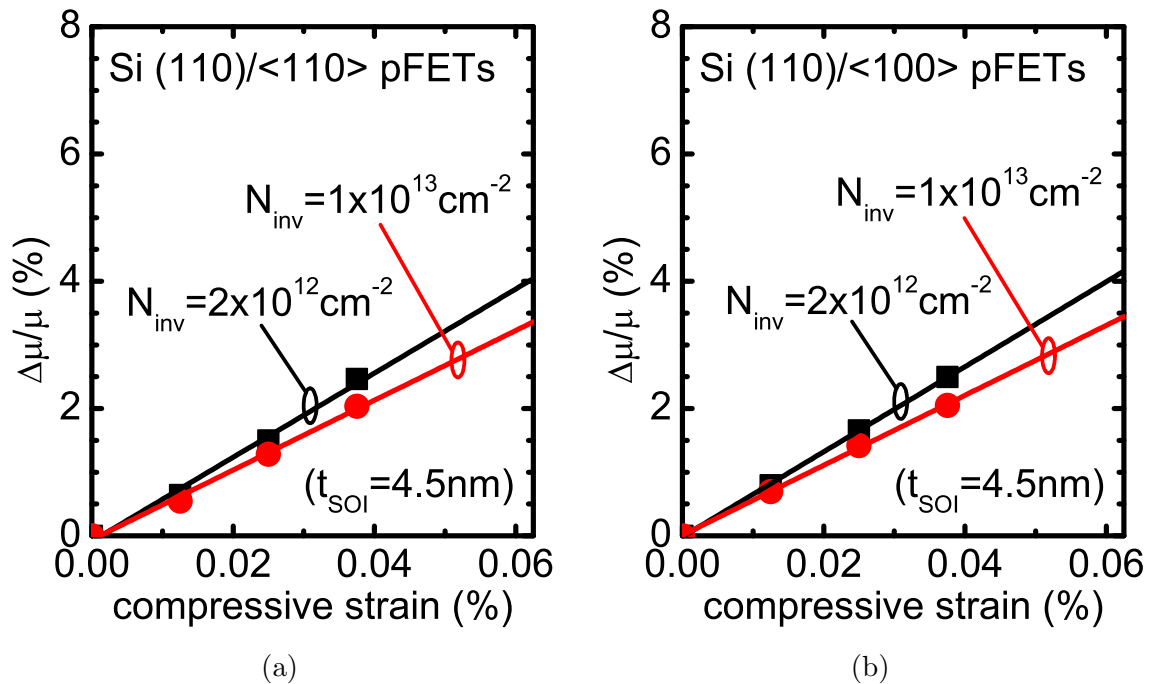 8
Si (110)/<110> pFETs
6
N_inv=1x10^13cm^-2
4
N_inv=2x10^12cm^-2
Δμ/μ (%)
2
(t_SOI=4.5nm)
0
0.00 0.02 0.04 0.06
compressive strain (%)
(a)
8
Si (110)/<100> pFETs
6
N_inv=1x10^13cm^-2
4
N_inv=2x10^12cm^-2
Δμ/μ (%)
2
(t_SOI=4.5nm)
0
0.00 0.02 0.04 0.06
compressive strain (%)
(b)